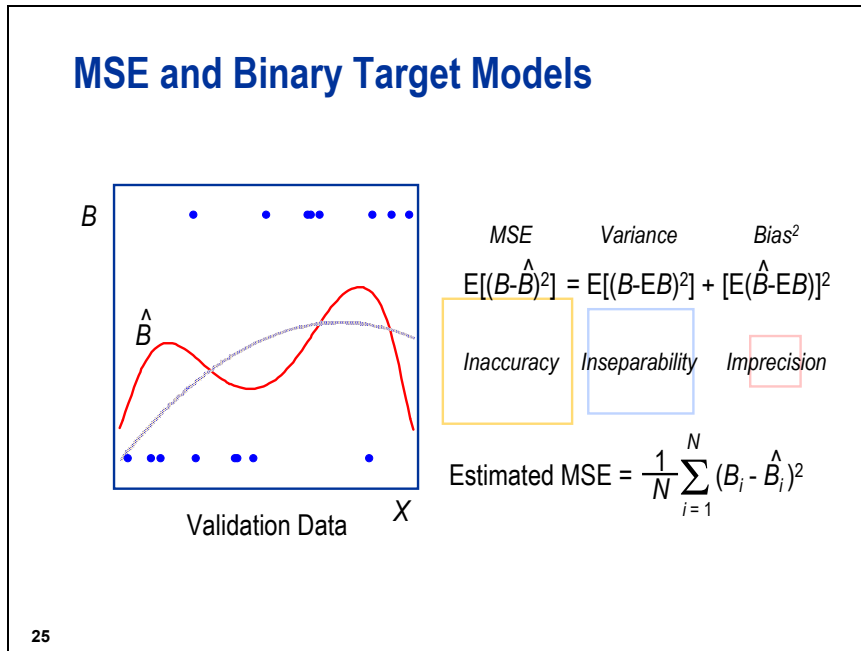 MSE and Binary Target Models
B
B̂
X
Validation Data
MSE Variance Bias²
E[(B-B̂)²] = E[(B-EB)²] + [E(B̂-EB)]²
Inaccuracy Inseparability Imprecision
Estimated MSE = 1/N ∑ᵢ₌₁ᴺ (Bᵢ - B̂ᵢ)²
25